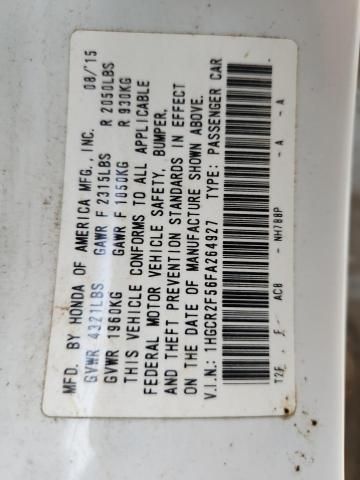 MFD. BY HONDA OF AMERICA MFG., INC. 08/'15
GVWR 4321LBS GAWR F 2315LBS R 2050LBS
GVWR 1960KG GAWR F 1050KG R 930KG
THIS VEHICLE CONFORMS TO ALL APPLICABLE
FEDERAL MOTOR VEHICLE SAFETY, BUMPER,
AND THEFT PREVENTION STANDARDS IN EFFECT
ON THE DATE OF MANUFACTURE SHOWN ABOVE.
V.I.N.: 1HGCR2F56FA264927 TYPE: PASSENGER CAR
T2F F AC8 - NH788P - A - A